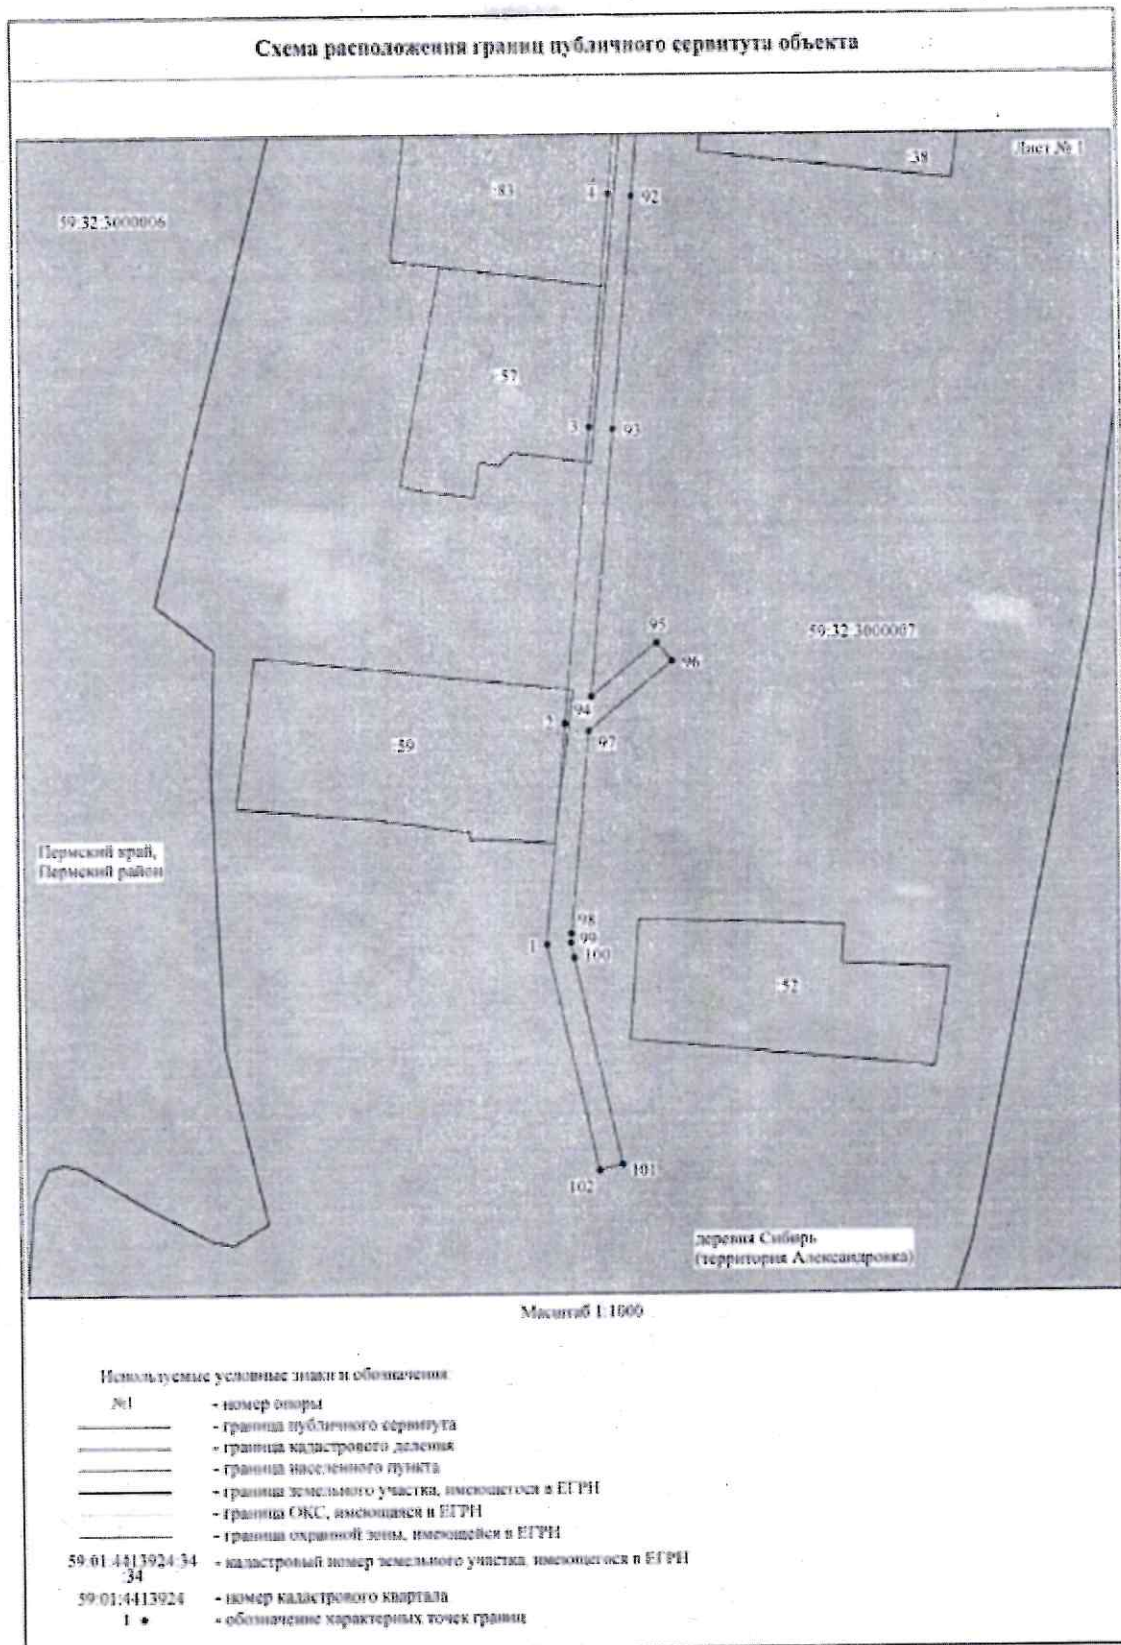 Схема расположения границ публичного сервитута объекта
Лист № 1
:38
:83
4
92
59:32:3000006
:57
3
93
95
59:32:3000007
96
94
2
97
:59
Пермский край,
Пермский район
98
99
1
100
:52
101
102
деревня Сибирь
(территория Александровка)
Масштаб 1:1000
Используемые условные знаки и обозначения:
№1 - номер опоры
- граница публичного сервитута
- граница кадастрового деления
- граница населенного пункта
- граница земельного участка, имеющегося в ЕГРН
- граница ОКС, имеющаяся в ЕГРН
- граница охранной зоны, имеющейся в ЕГРН
59:01:4413924:34 - кадастровый номер земельного участка, имеющегося в ЕГРН
:34
59:01:4413924 - номер кадастрового квартала
1 - обозначение характерных точек границ